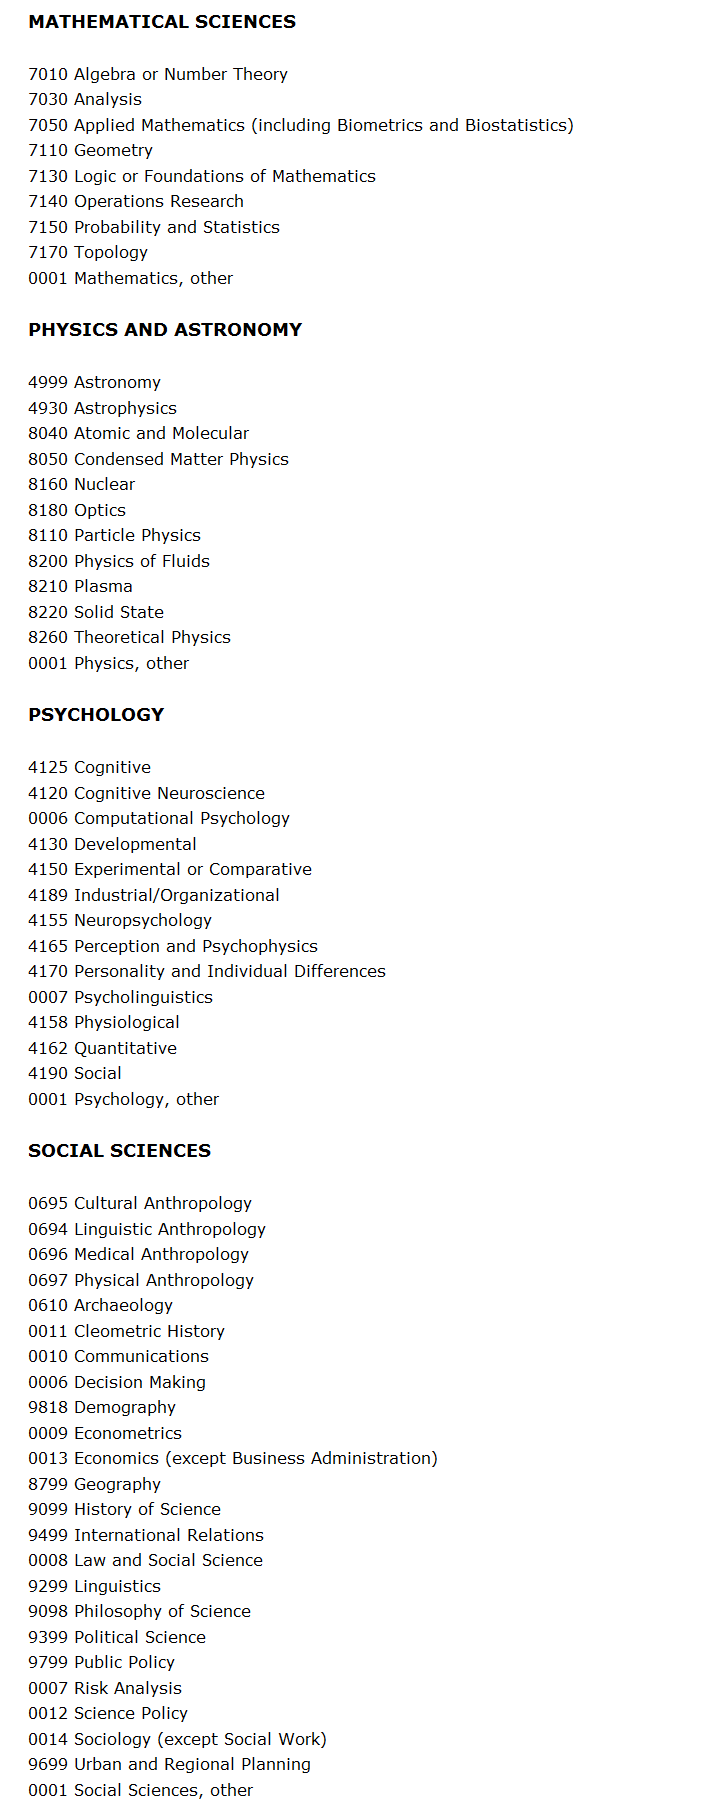 MATHEMATICAL SCIENCES
7010 Algebra or Number Theory
7030 Analysis
7050 Applied Mathematics (including Biometrics and Biostatistics)
7110 Geometry
7130 Logic or Foundations of Mathematics
7140 Operations Research
7150 Probability and Statistics
7170 Topology
0001 Mathematics, other
PHYSICS AND ASTRONOMY
4999 Astronomy
4930 Astrophysics
8040 Atomic and Molecular
8050 Condensed Matter Physics
8160 Nuclear
8180 Optics
8110 Particle Physics
8200 Physics of Fluids
8210 Plasma
8220 Solid State
8260 Theoretical Physics
0001 Physics, other
PSYCHOLOGY
4125 Cognitive
4120 Cognitive Neuroscience
0006 Computational Psychology
4130 Developmental
4150 Experimental or Comparative
4189 Industrial/Organizational
4155 Neuropsychology
4165 Perception and Psychophysics
4170 Personality and Individual Differences
0007 Psycholinguistics
4158 Physiological
4162 Quantitative
4190 Social
0001 Psychology, other
SOCIAL SCIENCES
0695 Cultural Anthropology
0694 Linguistic Anthropology
0696 Medical Anthropology
0697 Physical Anthropology
0610 Archaeology
0011 Cleometric History
0010 Communications
0006 Decision Making
9818 Demography
0009 Econometrics
0013 Economics (except Business Administration)
8799 Geography
9099 History of Science
9499 International Relations
0008 Law and Social Science
9299 Linguistics
9098 Philosophy of Science
9399 Political Science
9799 Public Policy
0007 Risk Analysis
0012 Science Policy
0014 Sociology (except Social Work)
9699 Urban and Regional Planning
0001 Social Sciences, other